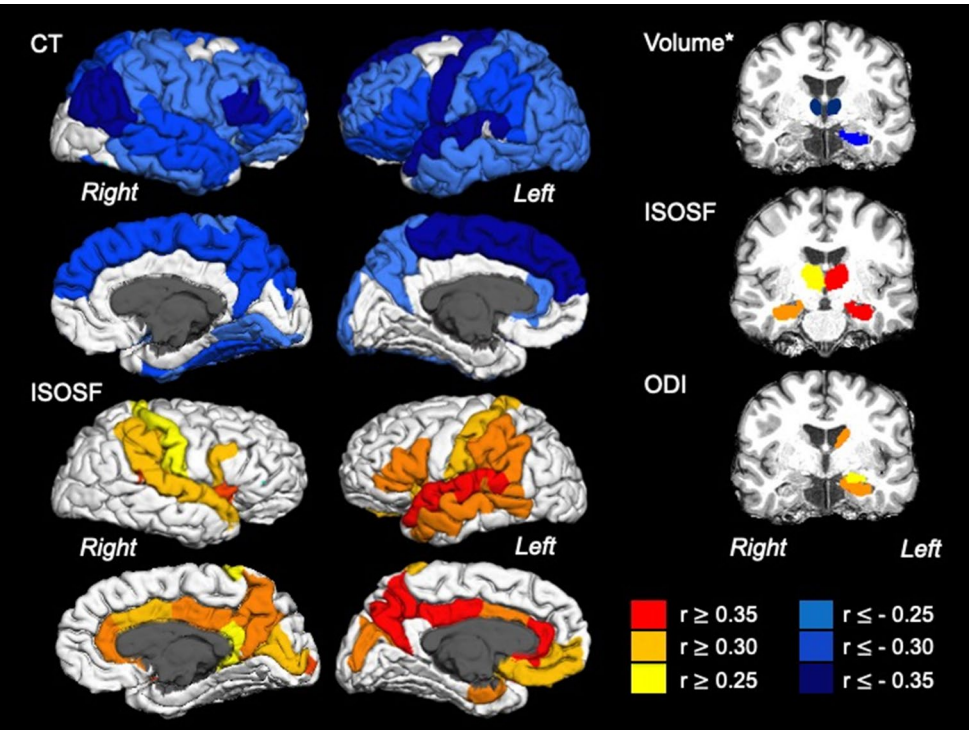 CT
Right
Left
ISOSF
Right
Left
Volume*
ISOSF
ODI
Right
Left
r ≥ 0.35
r ≥ 0.30
r ≥ 0.25
r ≤ - 0.25
r ≤ - 0.30
r ≤ - 0.35